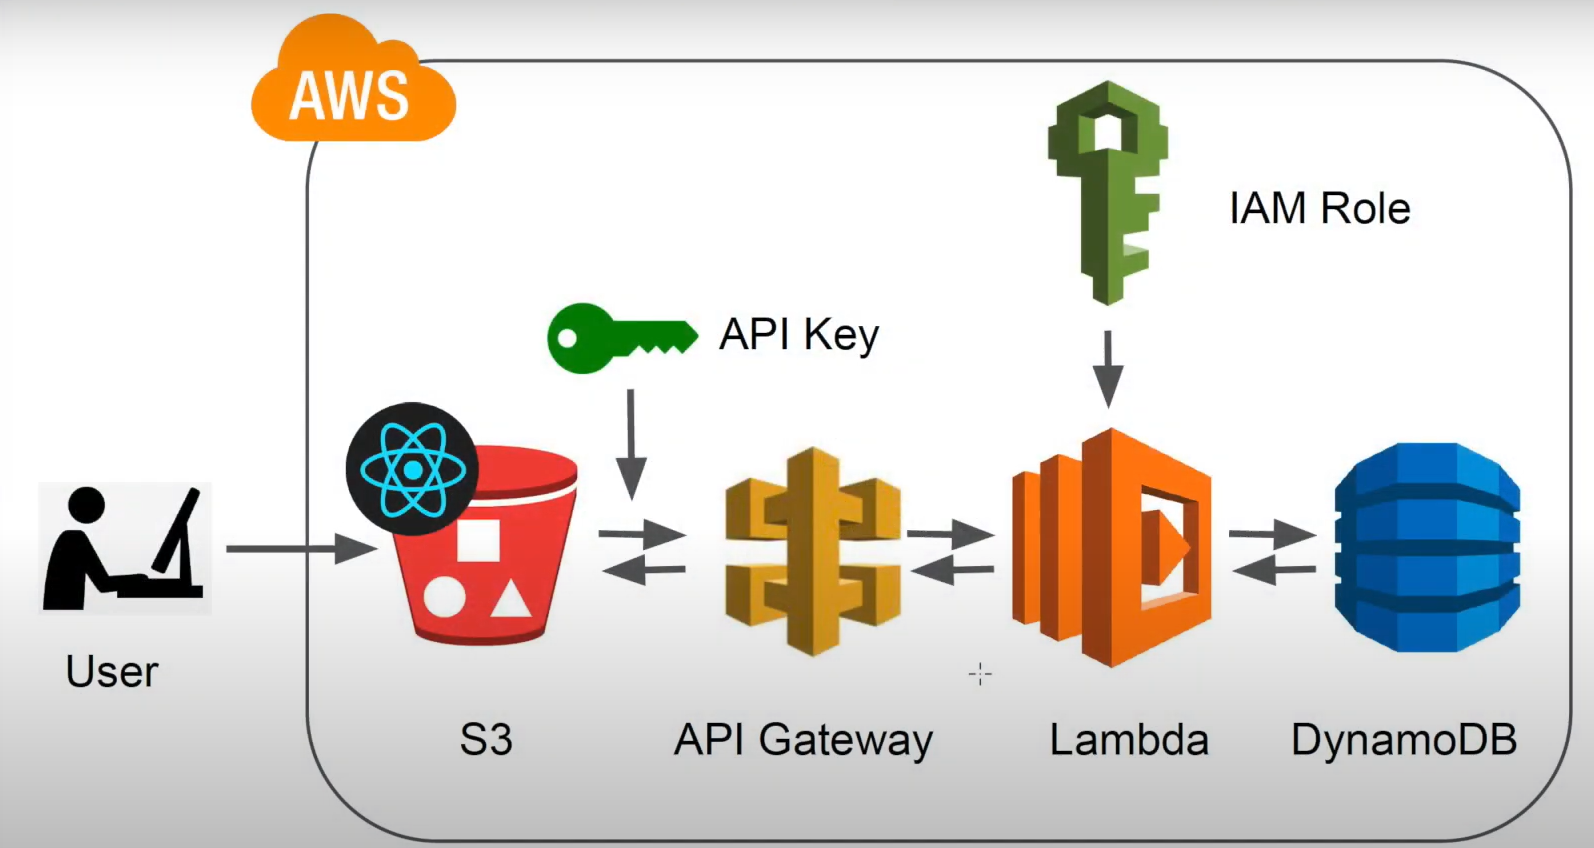 AWS
IAM Role
API Key
User
S3
API Gateway
Lambda
DynamoDB